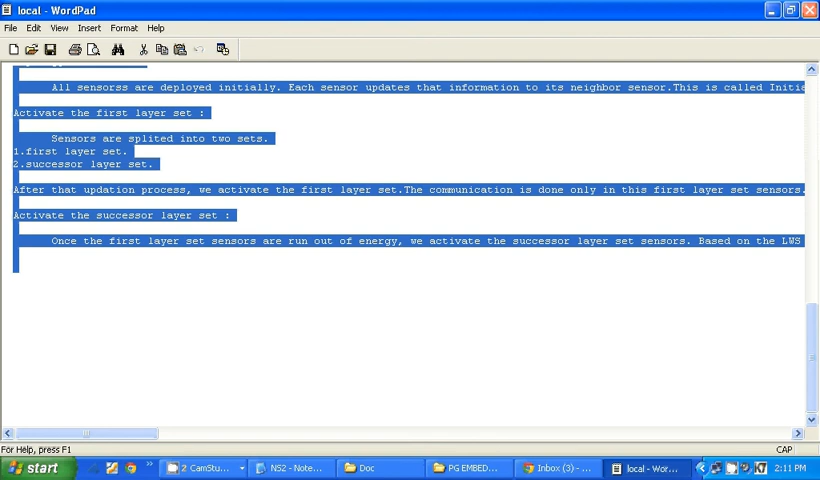 local - WordPad
File Edit View Insert Format Help
All sensorss are deployed initially. Each sensor updates that information to its neighbor sensor.This is called Initia
Activate the first layer set :
Sensors are splited into two sets.
1.first layer set.
2.successor layer set.
After that updation process, we activate the first layer set.The communication is done only in this first layer set sensors.
Activate the successor layer set :
Once the first layer set sensors are run out of energy, we activate the successor layer set sensors. Based on the LWS
For Help, press F1 CAP
start 2 CamStu... NS2 - Note... Doc PG EMBED... Inbox (3) -... local - Wor... 2:11 PM